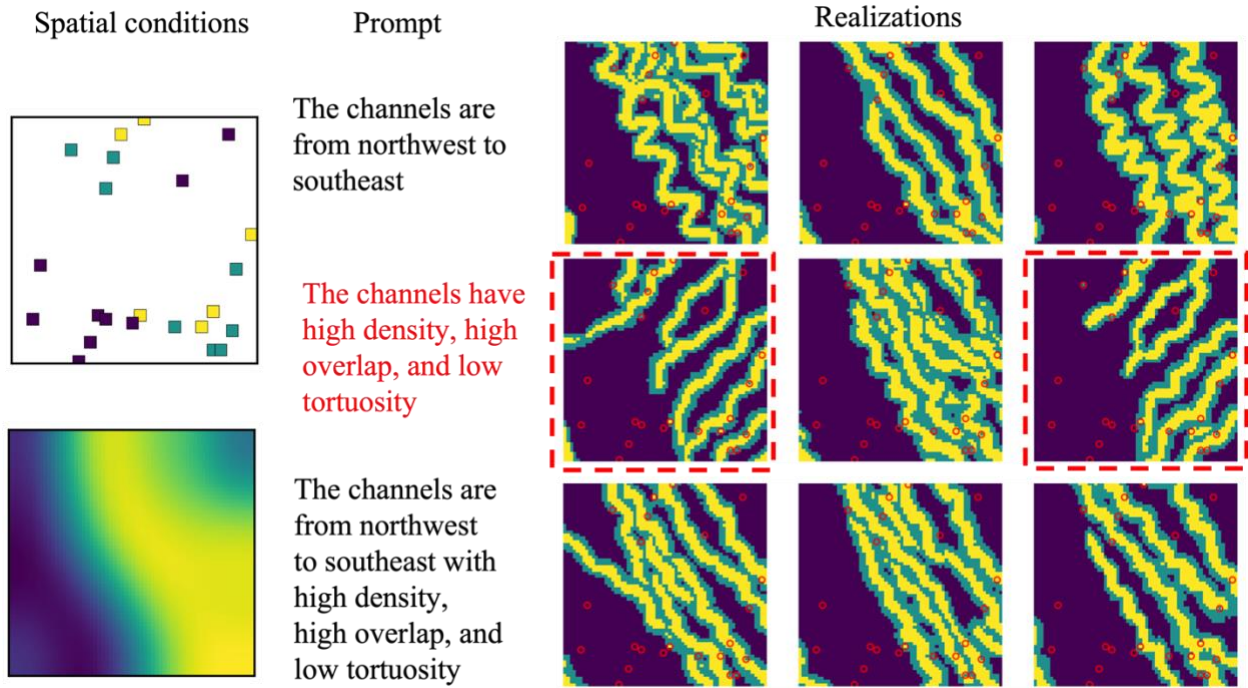 Spatial conditions
Prompt
Realizations
The channels are
from northwest to
southeast
The channels have
high density, high
overlap, and low
tortuosity
The channels are
from northwest
to southeast with
high density,
high overlap, and
low tortuosity